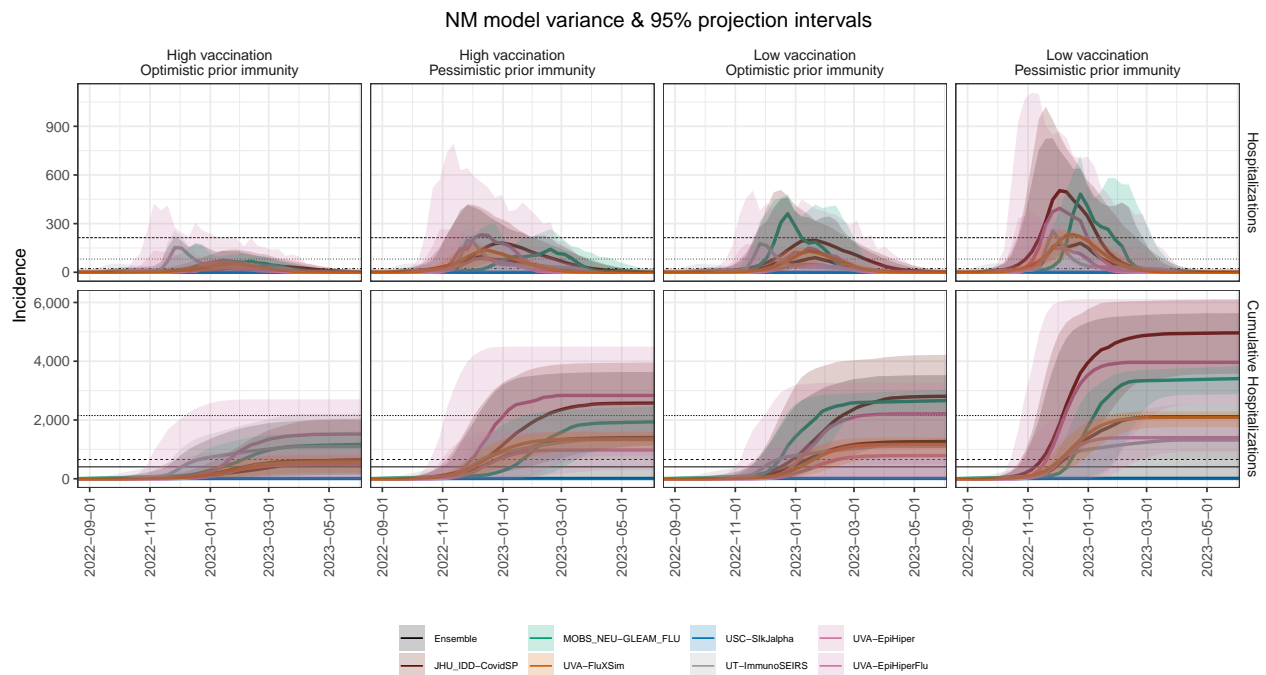 NM model variance & 95% projection intervals
High vaccination
Optimistic prior immunity
High vaccination
Pessimistic prior immunity
Low vaccination
Optimistic prior immunity
Low vaccination
Pessimistic prior immunity
Incidence
900
600
300
0
Hospitalizations
6,000
4,000
2,000
0
Cumulative Hospitalizations
2022−09−01
2022−11−01
2023−01−01
2023−03−01
2023−05−01
2022−09−01
2022−11−01
2023−01−01
2023−03−01
2023−05−01
2022−09−01
2022−11−01
2023−01−01
2023−03−01
2023−05−01
2022−09−01
2022−11−01
2023−01−01
2023−03−01
2023−05−01
Ensemble
JHU_IDD−CovidSP
MOBS_NEU−GLEAM_FLU
UVA−FluXSim
USC−SIkJalpha
UT−ImmunoSEIRS
UVA−EpiHiper
UVA−EpiHiperFlu